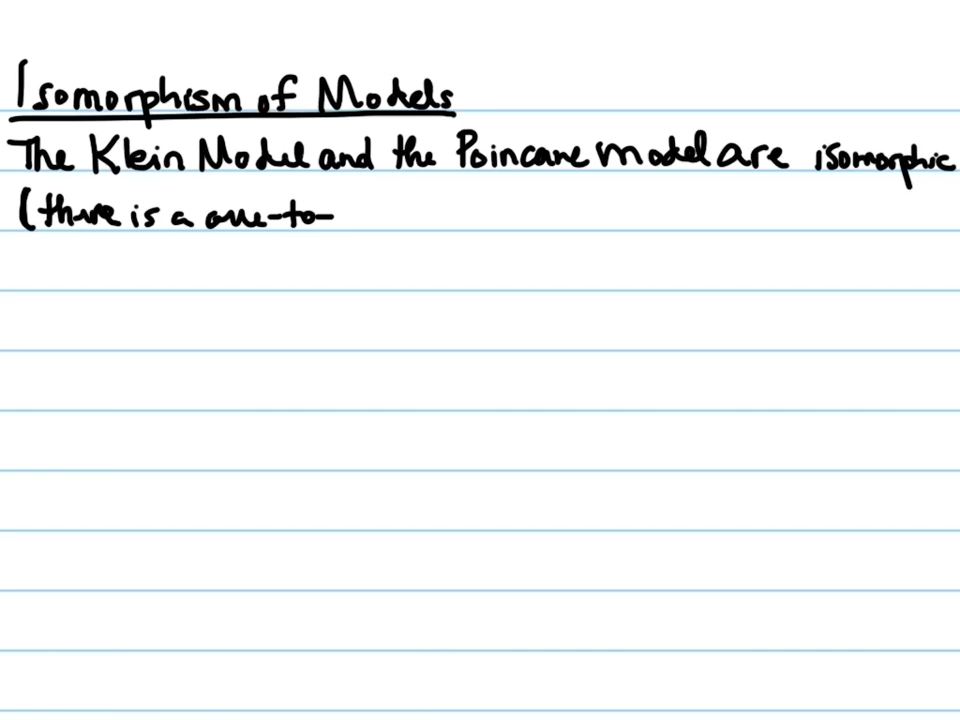 Isomorphism of Models
The Klein Model and the Poincare model are isomorphic
(there is a one-to-